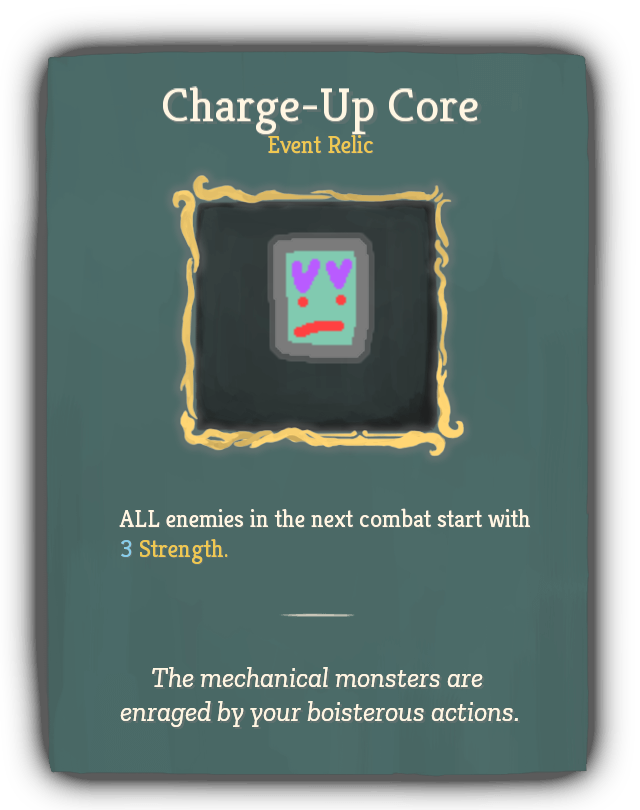 Charge-Up Core
Event Relic
ALL enemies in the next combat start with
3 Strength.
The mechanical monsters are
enraged by your boisterous actions.